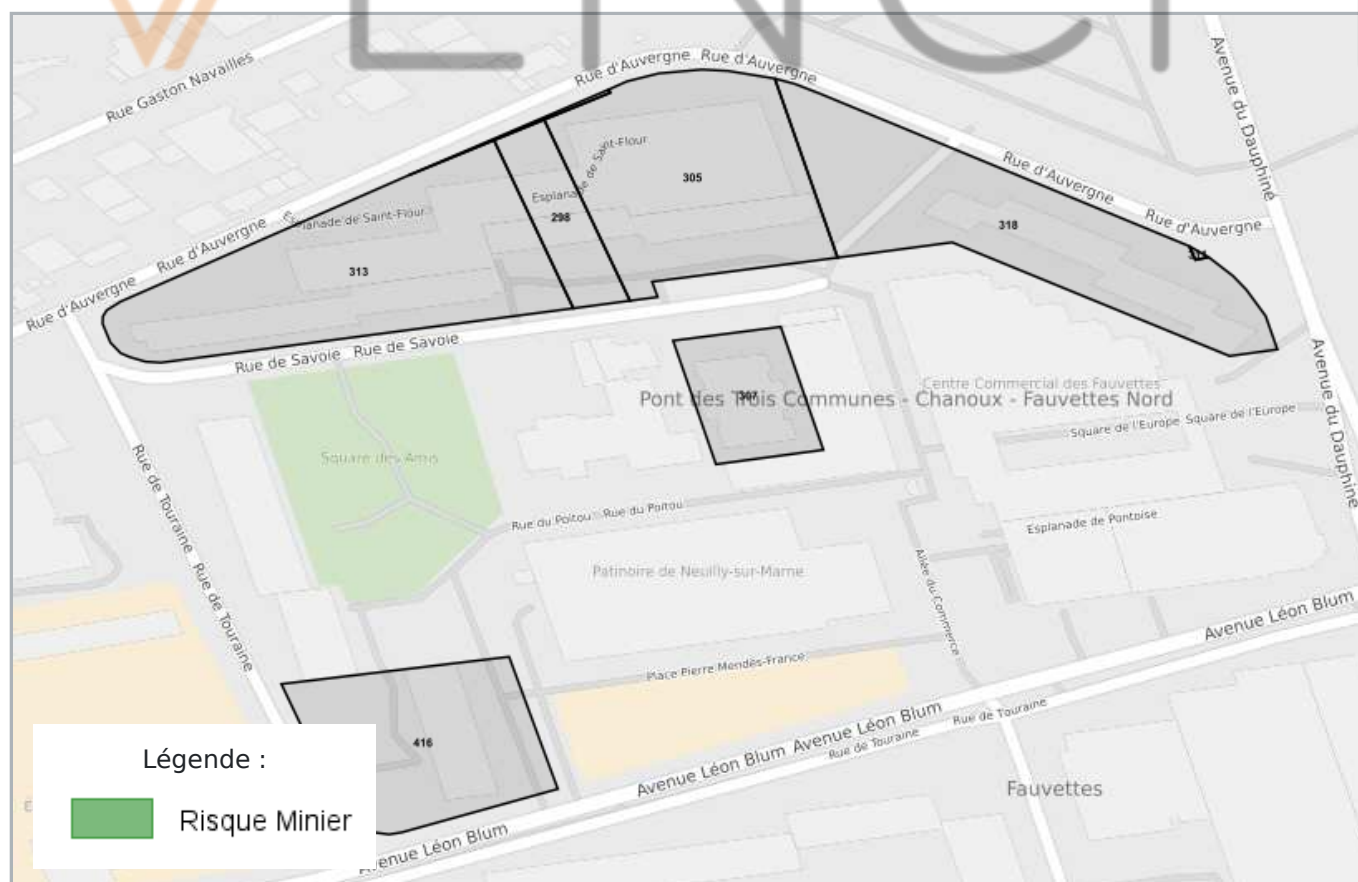 Rue Gaston Navailles
Rue d'Auvergne Rue d'Auvergne
Avenue du Dauphiné
Rue d'Auvergne
Rue d'Auvergne
Esplanade de Saint-Flour
305
298
Esplanade de Saint-Flour
313
318
Rue d'Auvergne
Rue d'Auvergne
Rue de Savoie Rue de Savoie
307
Pont des Trois Communes - Chanoux - Fauvettes Nord
Centre Commercial des Fauvettes
Square de l'Europe Square de l'Europe
Avenue du Dauphiné
Square des Amis
Rue de Touraine Rue de Touraine
Rue du Poitou Rue du Poitou
Esplanade de Pontoise
Patinoire de Neuilly-sur-Marne
Allée du Commerce
Avenue Léon Blum
Place Pierre Mendès-France
416
Avenue Léon Blum Avenue Léon Blum
Rue de Touraine
Rue de Touraine
Fauvettes
Avenue Léon Blum
Légende :
Risque Minier